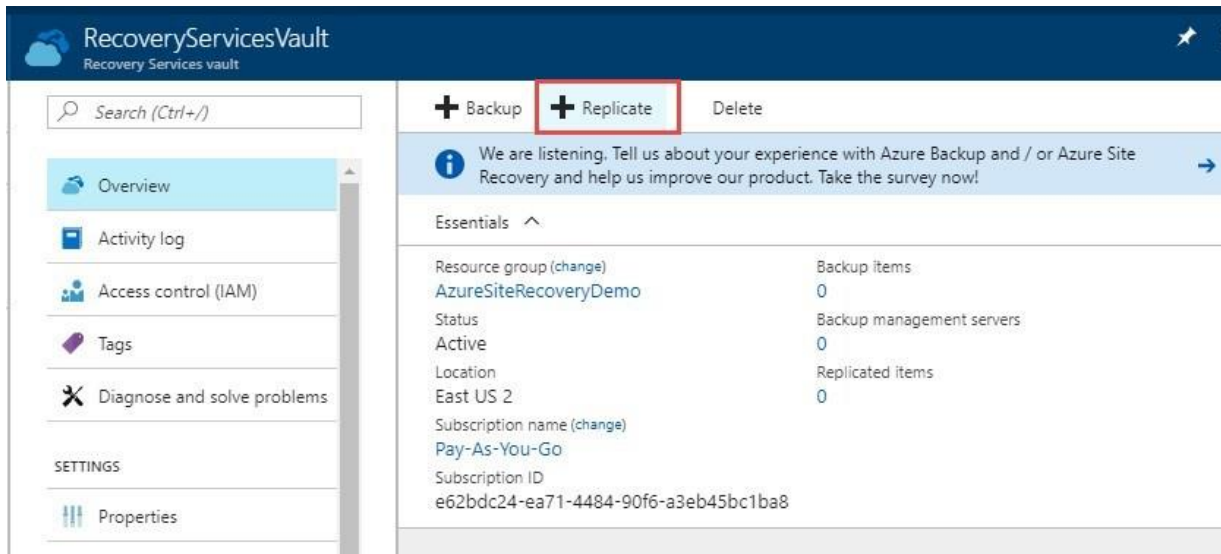 RecoveryServicesVault
Recovery Services vault
Search (Ctrl+/)
Overview
Activity log
Access control (IAM)
Tags
Diagnose and solve problems
SETTINGS
Properties
Backup
Replicate
Delete
We are listening. Tell us about your experience with Azure Backup and / or Azure Site
Recovery and help us improve our product. Take the survey now!
Essentials
Resource group (change)
AzureSiteRecoveryDemo
Status
Active
Location
East US 2
Subscription name (change)
Pay-As-You-Go
Subscription ID
e62bdc24-ea71-4484-90f6-a3eb45bc1ba8
Backup items
0
Backup management servers
0
Replicated items
0